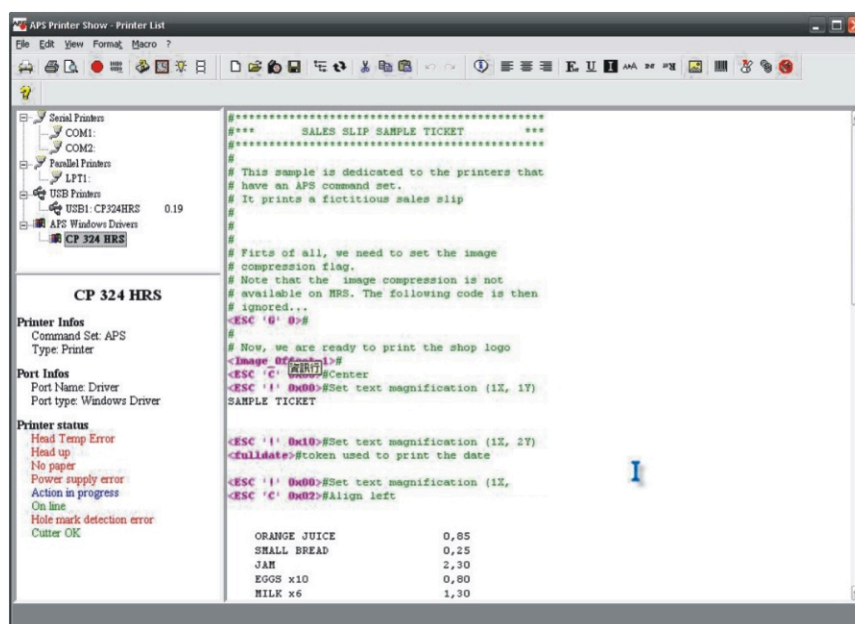 APS Printer Show - Printer List
File Edit View Format Macro ?
Serial Printers
COM1:
COM2:
Parallel Printers
LPT1:
USB Printers
USB1: CP324HRS 0.19
APS Windows Drivers
CP 324 HRS
CP 324 HRS
Printer Infos
Command Set: APS
Type: Printer
Port Infos
Port Name: Driver
Port type: Windows Driver
Printer status
Head Temp Error
Head up
No paper
Power supply error
Action in progress
On line
Hole mark detection error
Cutter OK
#************************************************
#*** SALES SLIP SAMPLE TICKET ***
#************************************************
#
# This sample is dedicated to the printers that
# have an APS command set.
# It prints a fictitious sales slip
#
#
#
# Firts of all, we need to set the image
# compression flag.
# Note that the image compression is not
# available on MRS. The following code is then
# ignored...
<ESC 'G' 0>#
#
# Now, we are ready to print the shop logo
<Image 1>#
<ESC 'C' #Center
資訊行
<ESC '!' 0x00>#Set text magnification (1X, 1Y)
SAMPLE TICKET
<ESC '!' 0x10>#Set text magnification (1X, 2Y)
<fulldate>#token used to print the date
<ESC '!' 0x00>#Set text magnification (1X,
<ESC 'C' 0x02>#Align left
ORANGE JUICE 0,85
SMALL BREAD 0,25
JAM 2,30
EGGS x10 0,80
MILK x6 1,30